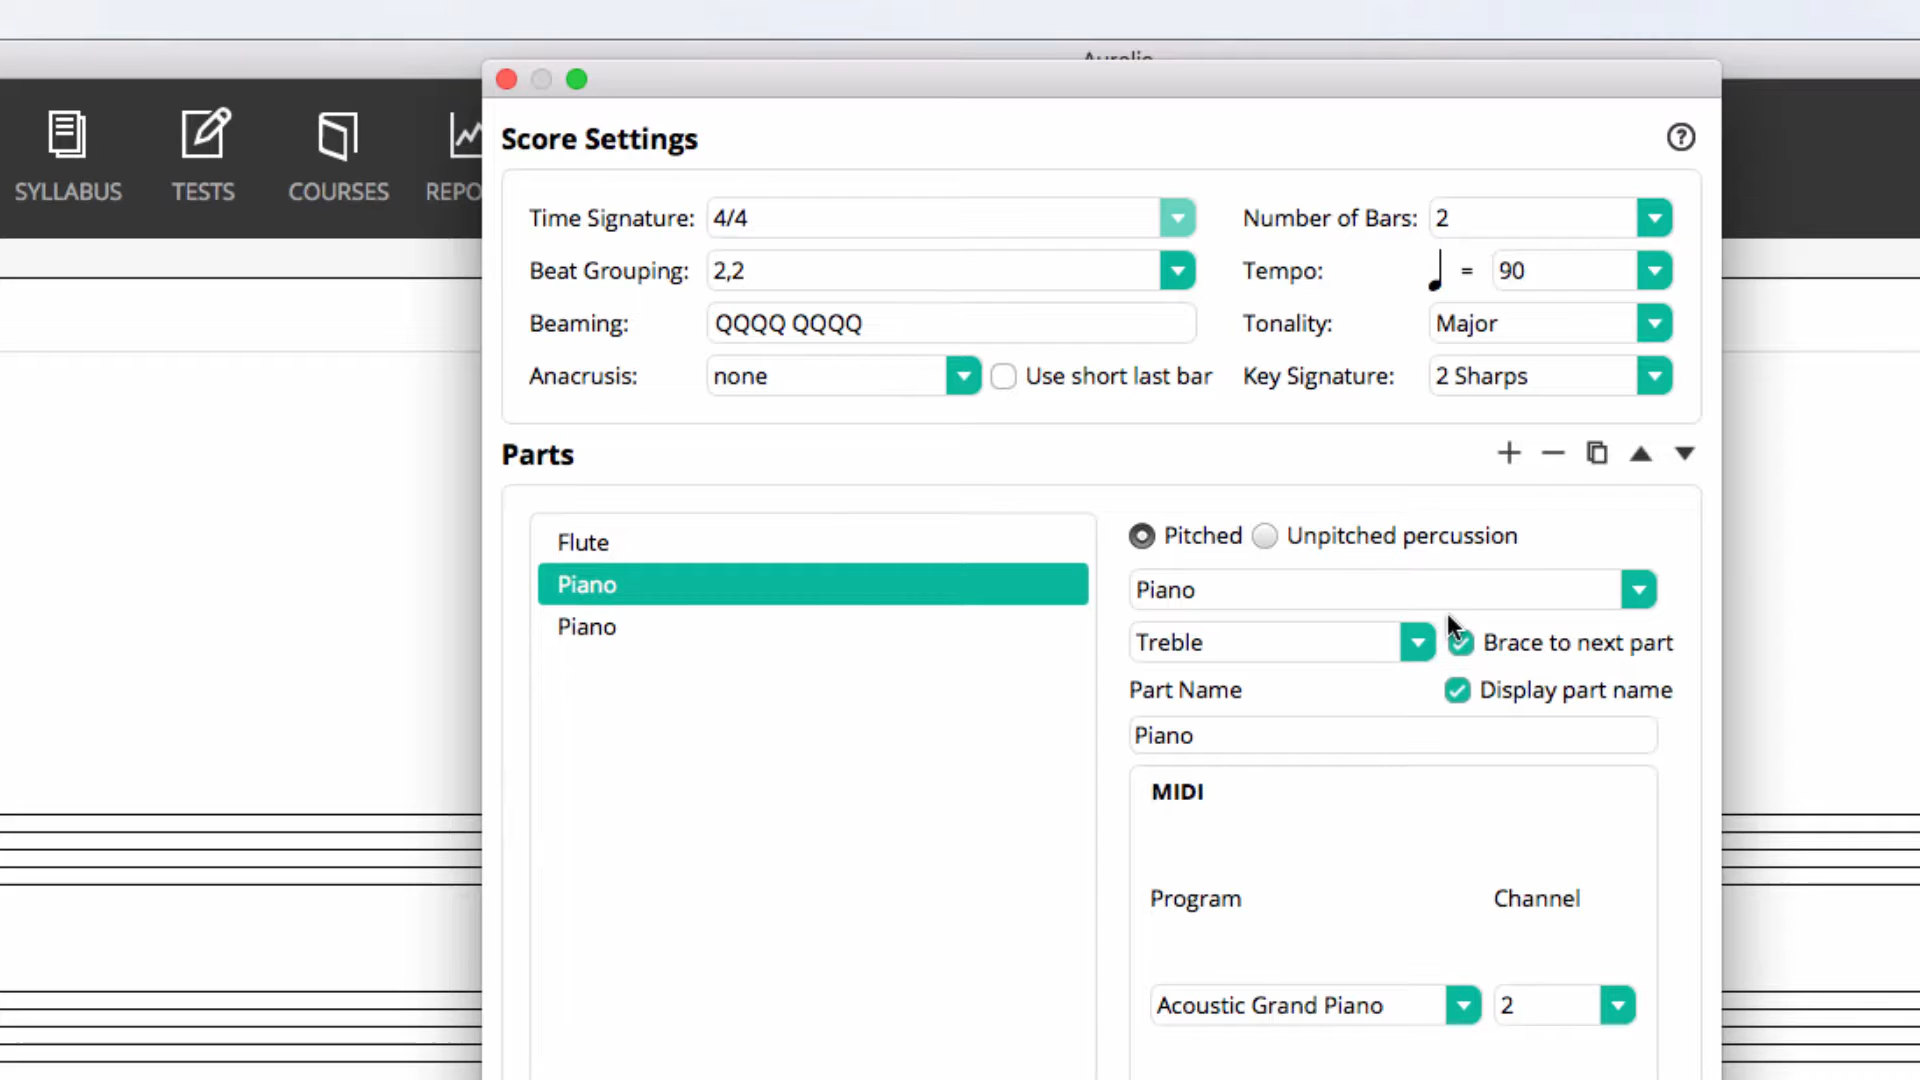 SYLLABUS
TESTS
COURSES
REPO
Score Settings
Time Signature: 4/4
Number of Bars: 2
Beat Grouping: 2,2
Tempo: = 90
Beaming: QQQQ QQQQ
Tonality: Major
Anacrusis: none
Use short last bar
Key Signature: 2 Sharps
Parts
Flute
Piano
Piano
Pitched
Unpitched percussion
Piano
Treble
Brace to next part
Part Name
Display part name
Piano
MIDI
Program
Channel
Acoustic Grand Piano
2